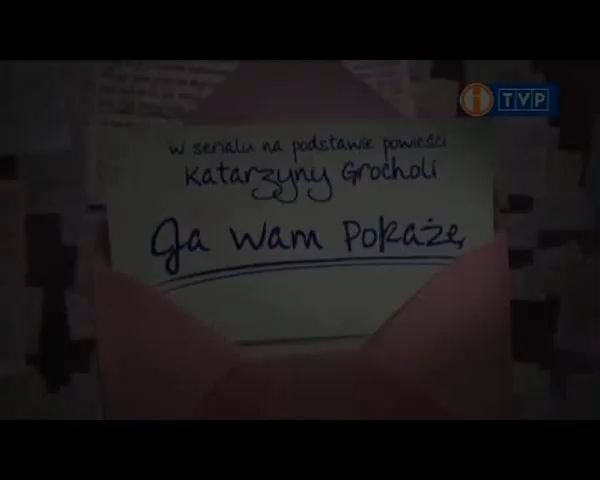 i TVP
w serialu na podstawie powieści
Katarzyny Grocholi
Ja wam pokażę